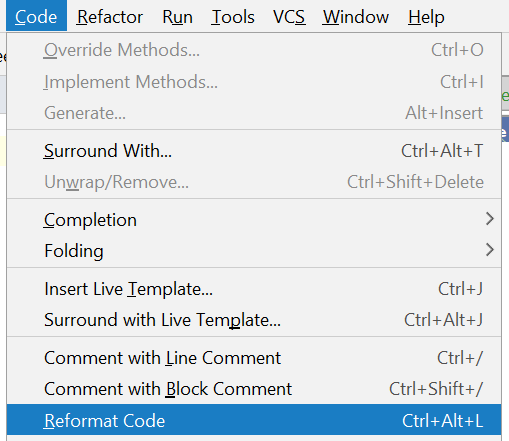 Code Refactor Run Tools VCS Window Help
Override Methods... Ctrl+O
Implement Methods... Ctrl+I
Generate... Alt+Insert
Surround With... Ctrl+Alt+T
Unwrap/Remove... Ctrl+Shift+Delete
Completion
Folding
Insert Live Template... Ctrl+J
Surround with Live Template... Ctrl+Alt+J
Comment with Line Comment Ctrl+/
Comment with Block Comment Ctrl+Shift+/
Reformat Code Ctrl+Alt+L